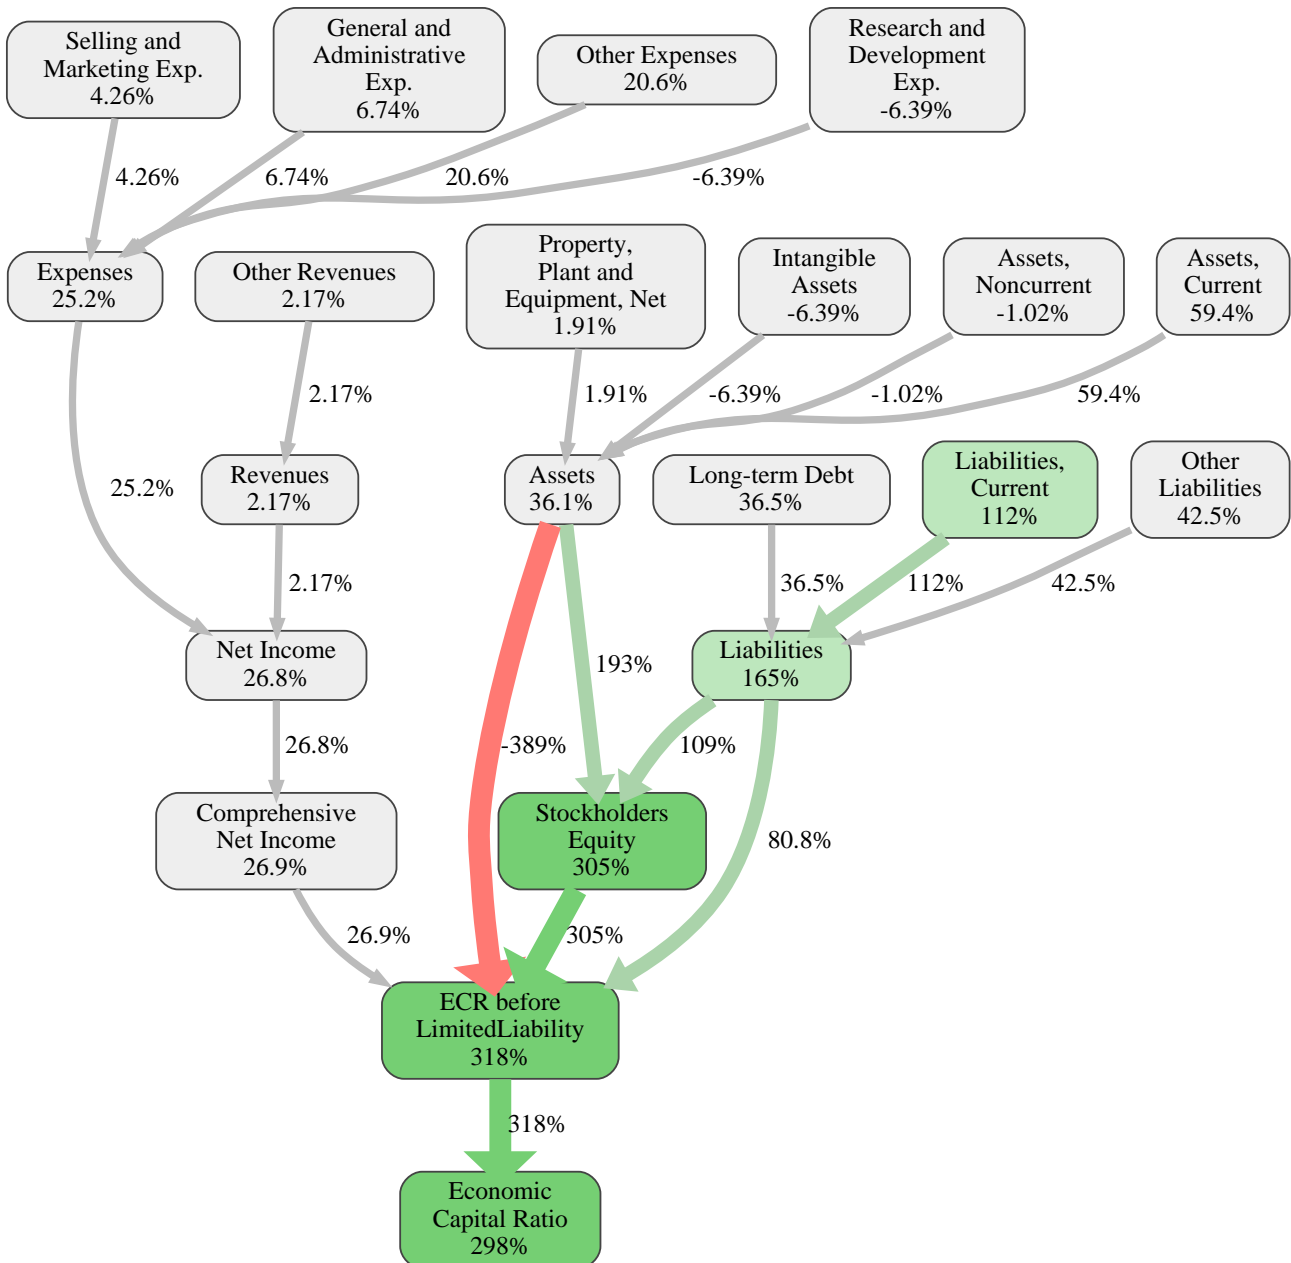 Selling and
Marketing Exp.
4.26%
General and
Administrative
Exp.
6.74%
Other Expenses
20.6%
Research and
Development
Exp.
-6.39%
4.26%
6.74%
20.6%
-6.39%
Expenses
25.2%
Other Revenues
2.17%
Property,
Plant and
Equipment, Net
1.91%
Intangible
Assets
-6.39%
Assets,
Noncurrent
-1.02%
Assets,
Current
59.4%
2.17%
1.91%
-6.39%
-1.02%
59.4%
25.2%
Revenues
2.17%
Assets
36.1%
Long-term Debt
36.5%
Liabilities,
Current
112%
Other
Liabilities
42.5%
2.17%
36.5%
112%
42.5%
Net Income
26.8%
193%
Liabilities
165%
26.8%
-389%
109%
Comprehensive
Net Income
26.9%
Stockholders
Equity
305%
80.8%
26.9%
305%
ECR before
LimitedLiability
318%
318%
Economic
Capital Ratio
298%